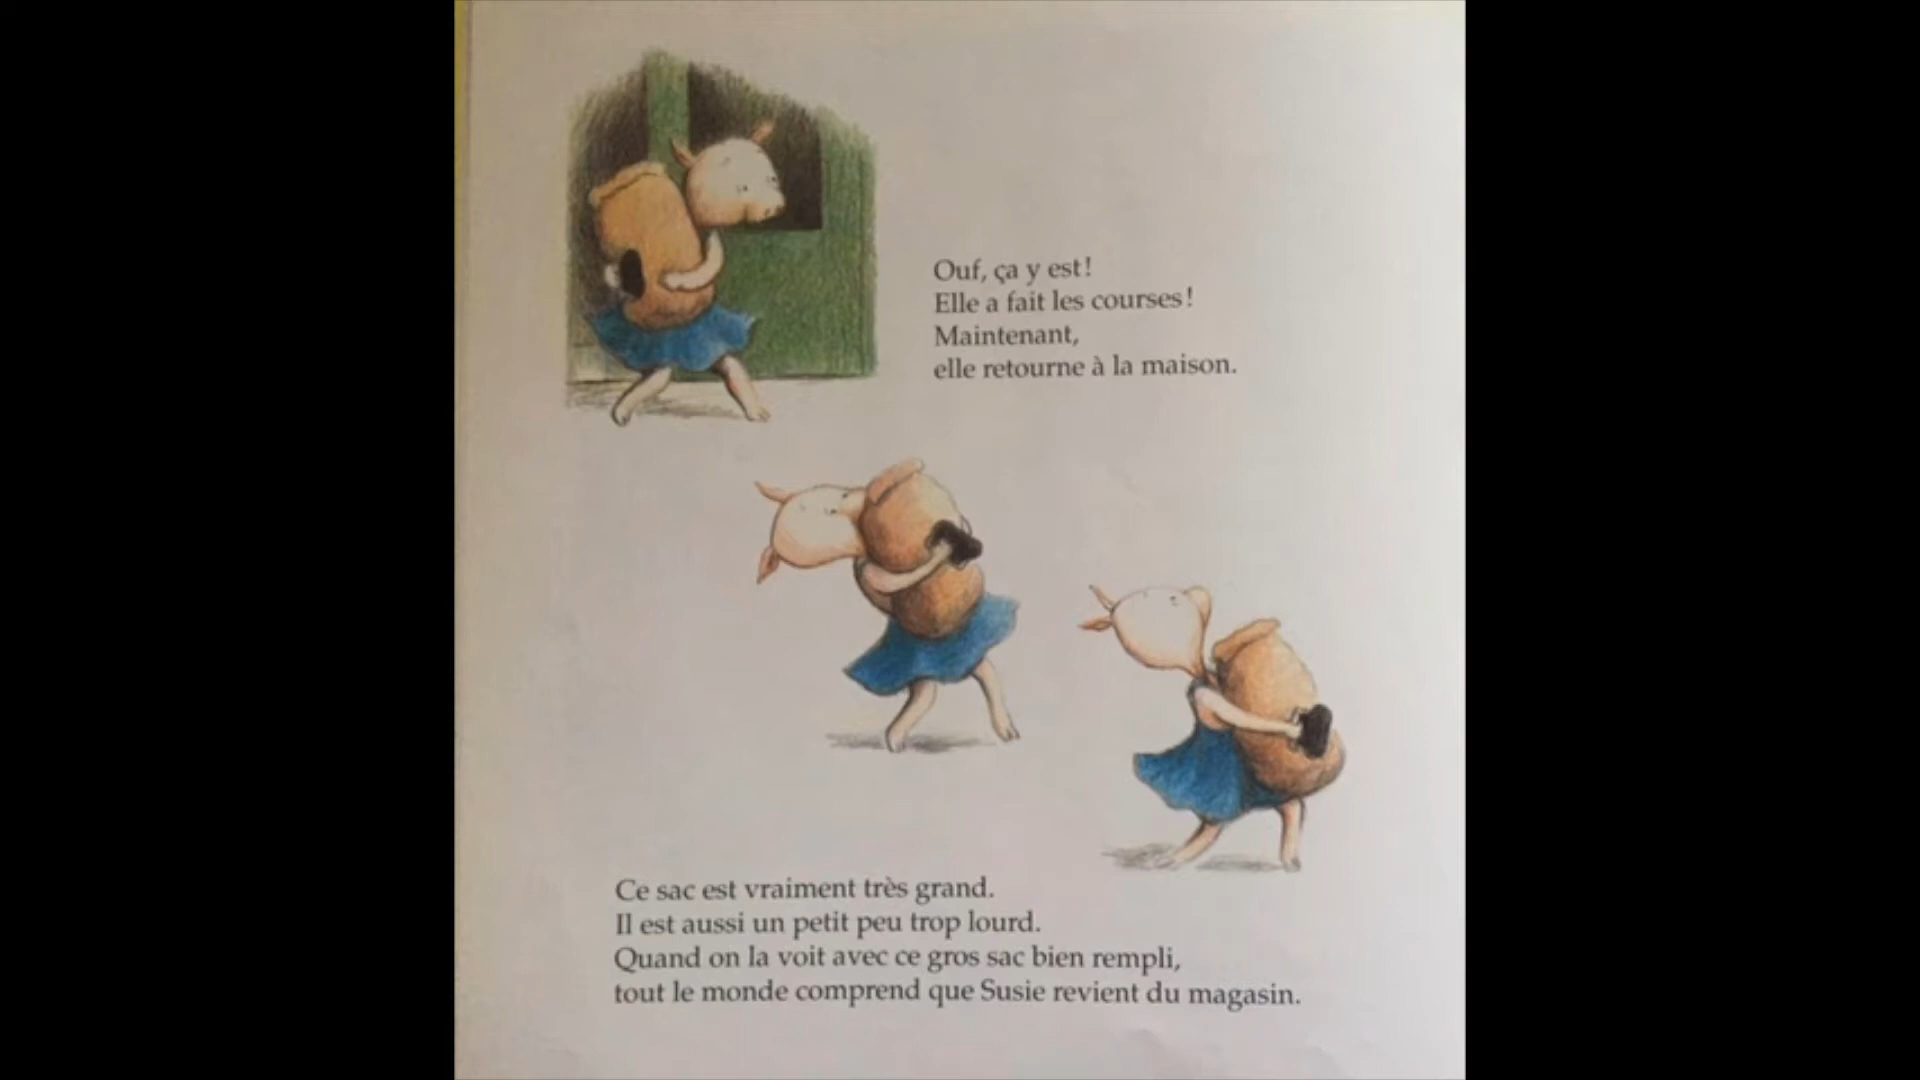 Ouf, ça y est !
Elle a fait les courses !
Maintenant,
elle retourne à la maison.
Ce sac est vraiment très grand.
Il est aussi un petit peu trop lourd.
Quand on la voit avec ce gros sac bien rempli,
tout le monde comprend que Susie revient du magasin.